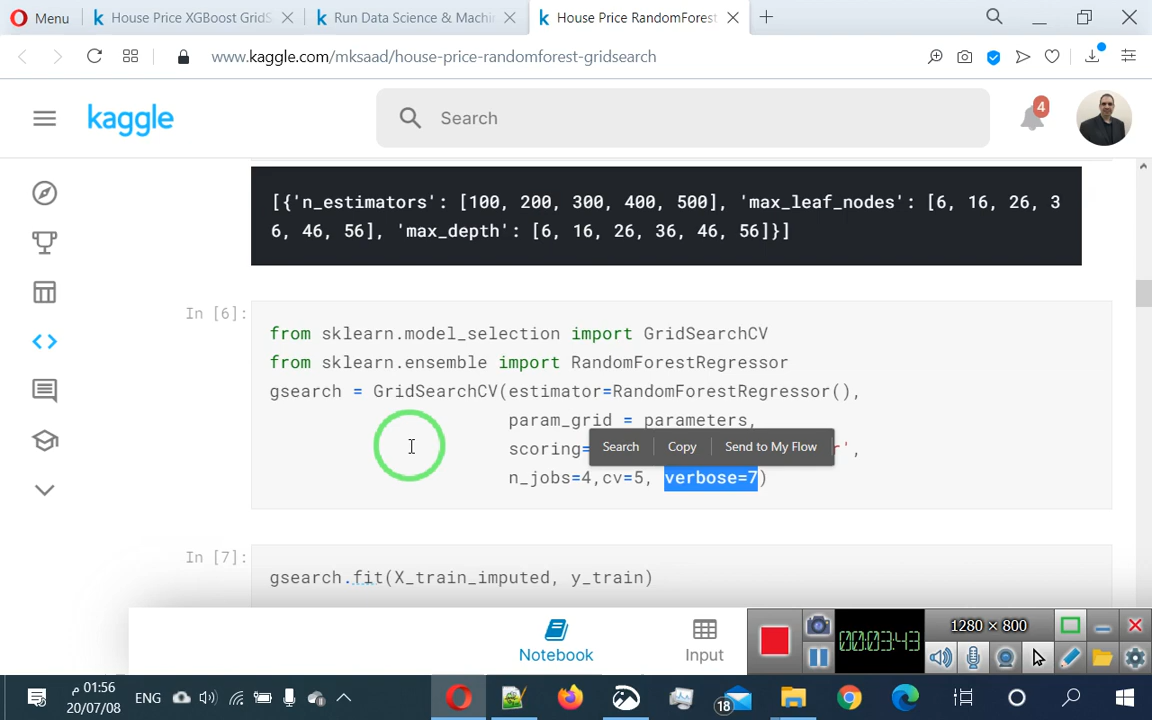 Menu
House Price XGBoost GridS
Run Data Science & Machin
House Price RandomForest
www.kaggle.com/mksaad/house-price-randomforest-gridsearch
kaggle
Search
4
[{'n_estimators': [100, 200, 300, 400, 500], 'max_leaf_nodes': [6, 16, 26, 3
6, 46, 56], 'max_depth': [6, 16, 26, 36, 46, 56]}]
In [6]:
from sklearn.model_selection import GridSearchCV
from sklearn.ensemble import RandomForestRegressor
gsearch = GridSearchCV(estimator=RandomForestRegressor(),
param_grid = parameters,
Search Copy Send to My Flow
scoring= r',
n_jobs=4,cv=5, verbose=7)
In [7]:
gsearch.fit(X_train_imputed, y_train)
Notebook
Input
1280 × 800
00:03:43
01:56 م
20/07/08
ENG
18